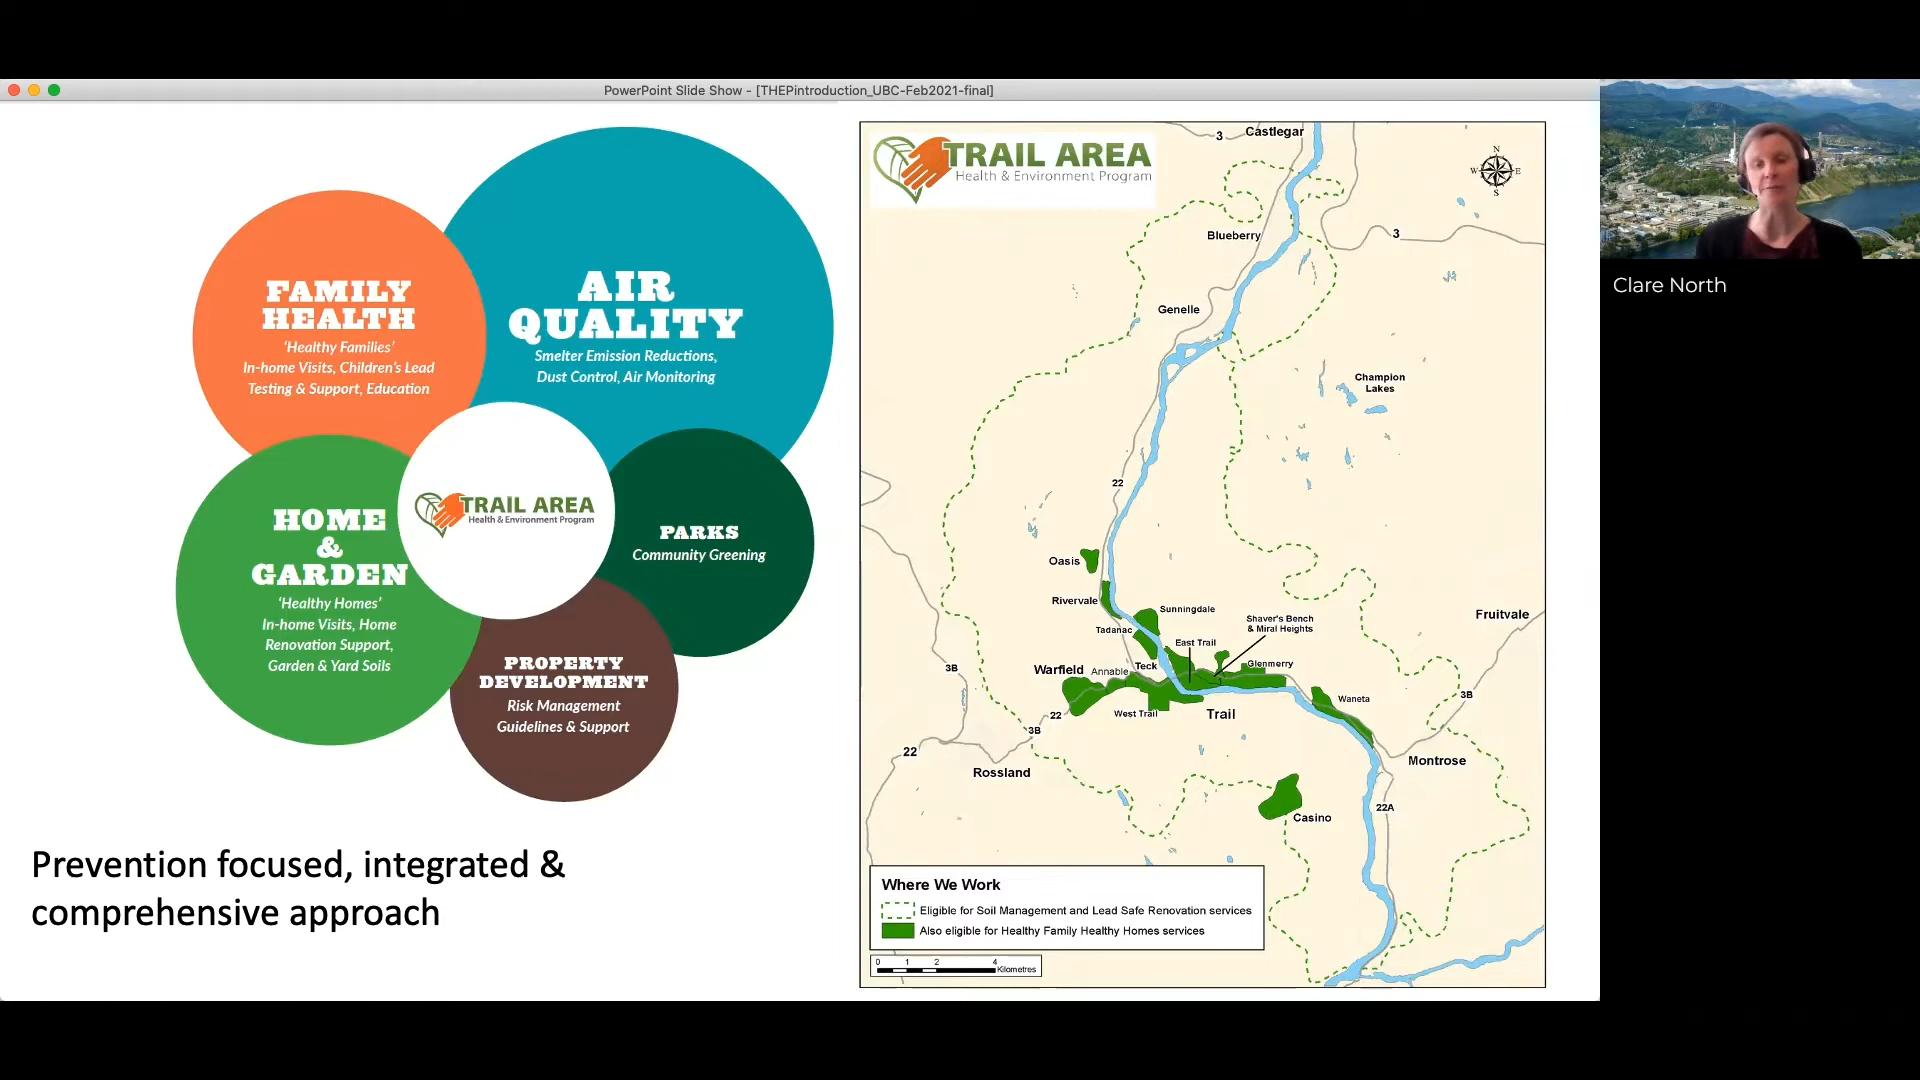 PowerPoint Slide Show - [THEPintroduction_UBC-Feb2021-final]
FAMILY
HEALTH
‘Healthy Families’
In-home Visits, Children’s Lead
Testing & Support, Education
AIR
QUALITY
Smelter Emission Reductions,
Dust Control, Air Monitoring
HOME
&
GARDEN
‘Healthy Homes’
In-home Visits, Home
Renovation Support,
Garden & Yard Soils
TRAIL AREA
Health & Environment Program
PARKS
Community Greening
PROPERTY
DEVELOPMENT
Risk Management
Guidelines & Support
Prevention focused, integrated &
comprehensive approach
TRAIL AREA
Health & Environment Program
3
Castlegar
N
W
E
S
Blueberry
3
Genelle
Champion
Lakes
22
Oasis
Rivervale
Sunningdale
Tadanac
Shaver's Bench
& Miral Heights
Fruitvale
East Trail
3B
Warfield
Annable
Teck
Glenmerry
22
West Trail
Trail
Waneta
3B
3B
22
Rossland
Montrose
22A
Casino
Where We Work
Eligible for Soil Management and Lead Safe Renovation services
Also eligible for Healthy Family Healthy Homes services
0 1 2 4
Kilometres
Clare North